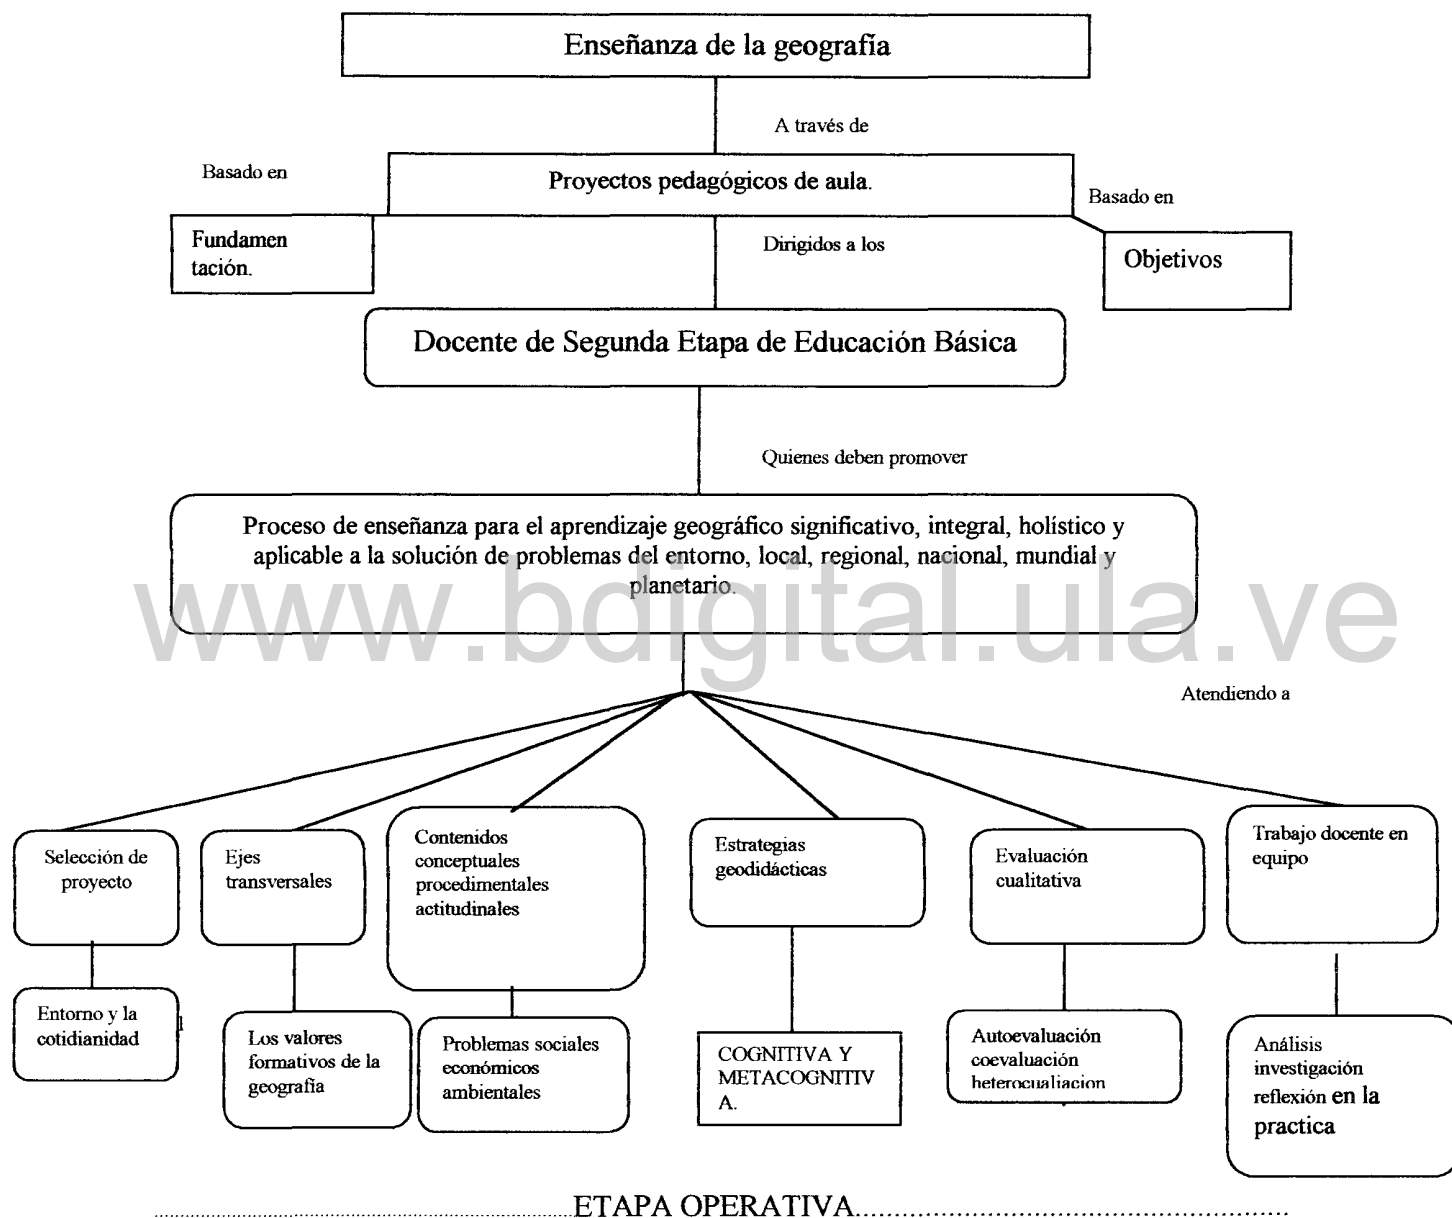 Enseñanza de la geografía
A través de
Basado en
Proyectos pedagógicos de aula.
Basado en
Fundamen
tación.
Dirigidos a los
Objetivos
Docente de Segunda Etapa de Educación Básica
Quienes deben promover
Proceso de enseñanza para el aprendizaje geográfico significativo, integral, holístico y
aplicable a la solución de problemas del entorno, local, regional, nacional, mundial y
planetario.
www.bdigital.ula.ve
Atendiendo a
Selección de
proyecto
Ejes
transversales
Contenidos
conceptuales
procedimentales
actitudinales
Estrategias
geodidácticas
Evaluación
cualitativa
Trabajo docente en
equipo
Entorno y la
cotidianidad
Los valores
formativos de la
geografía
Problemas sociales
económicos
ambientales
COGNITIVA Y
METACOGNITIV
A.
Autoevaluación
coevaluación
Análisis
investigación
reflexión en la
practica
ETAPA OPERATIVA